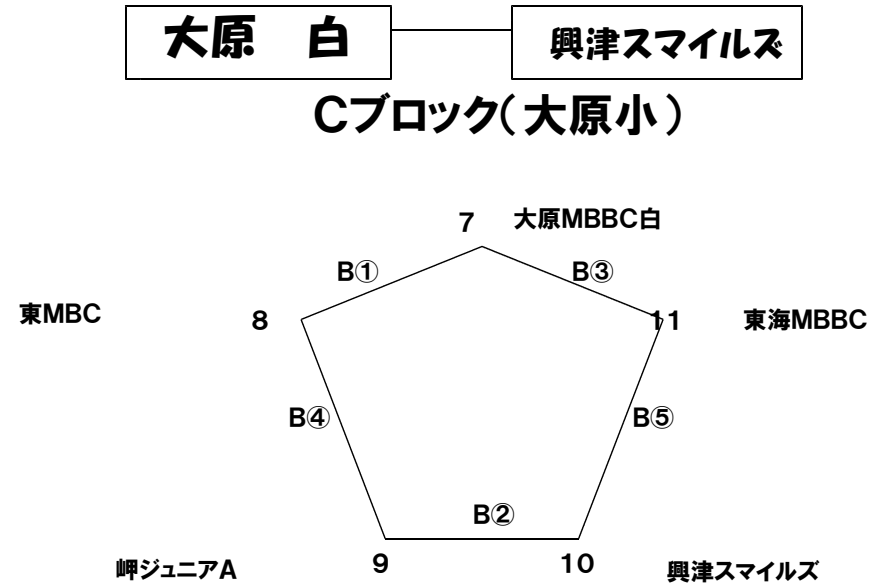 大原　白
興津スマイルズ
Cブロック（大原小）
7 大原MBBC白
B① B③
東MBC 8 11 東海MBBC
B④ B⑤
B②
岬ジュニアA 9 10 興津スマイルズ